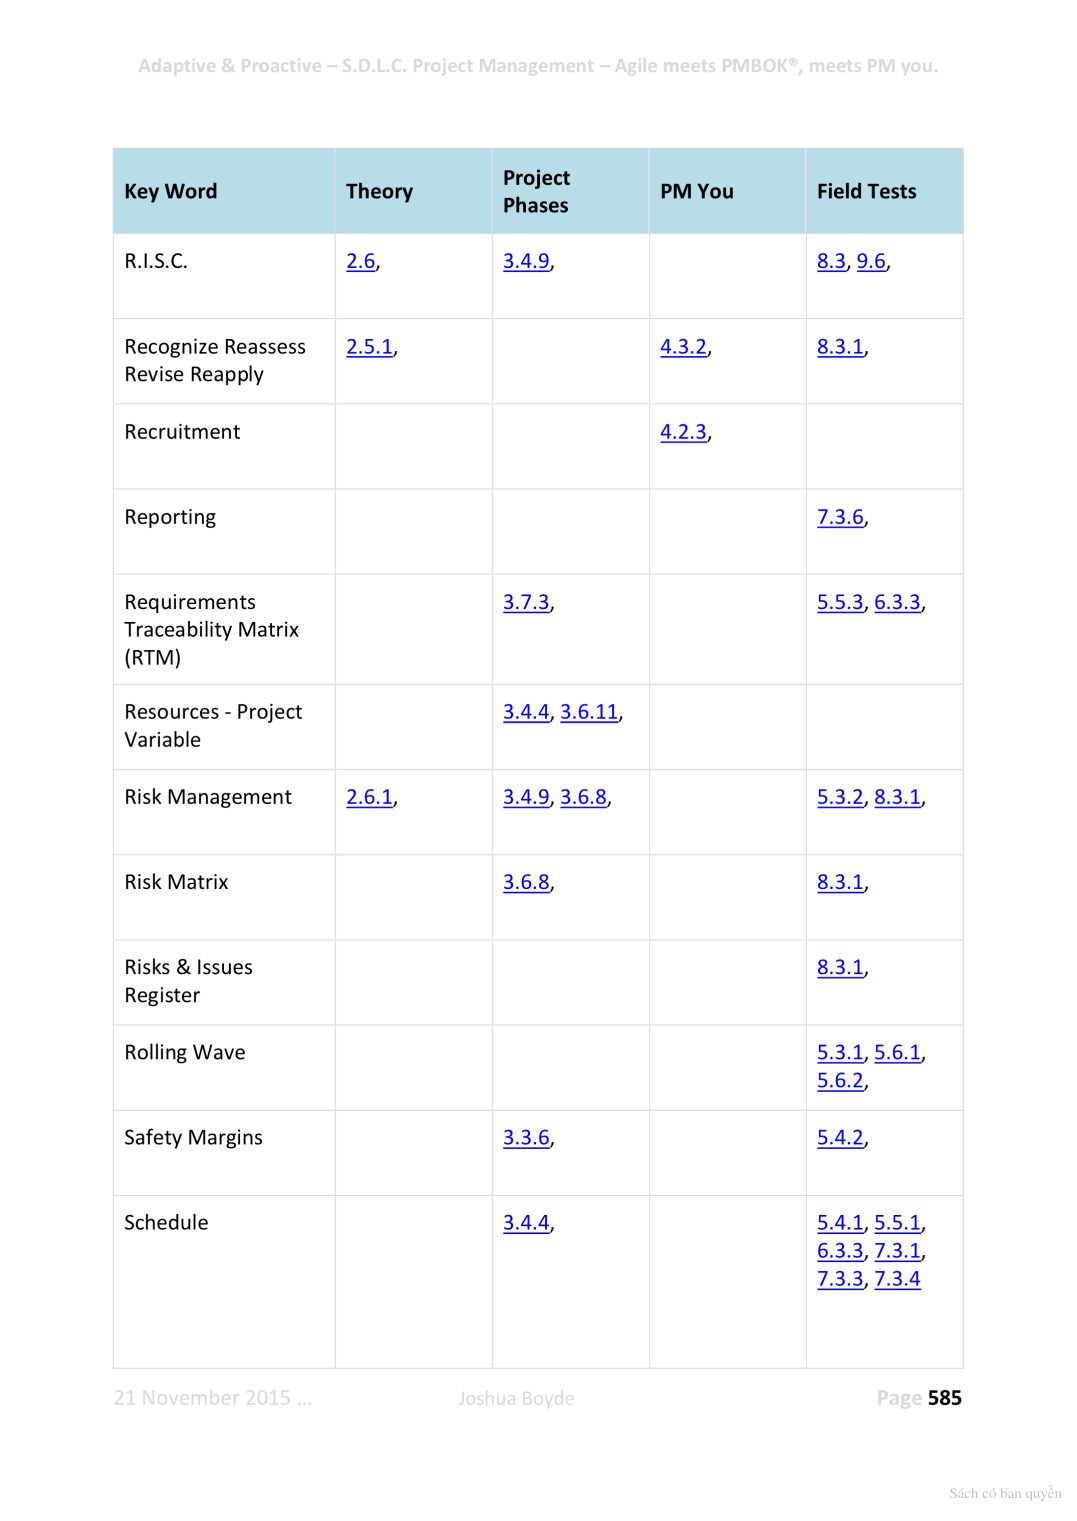 Adaptive & Proactive – S.D.L.C. Project Management – Agile meets PMBOK®, meets PM you.
Key Word Theory Project Phases PM You Field Tests
R.I.S.C. 2.6, 3.4.9, 8.3, 9.6,
Recognize Reassess 2.5.1, 4.3.2, 8.3.1,
Revise Reapply
Recruitment 4.2.3,
Reporting 7.3.6,
Requirements 3.7.3, 5.5.3, 6.3.3,
Traceability Matrix
(RTM)
Resources - Project 3.4.4, 3.6.11,
Variable
Risk Management 2.6.1, 3.4.9, 3.6.8, 5.3.2, 8.3.1,
Risk Matrix 3.6.8, 8.3.1,
Risks & Issues 8.3.1,
Register
Rolling Wave 5.3.1, 5.6.1,
5.6.2,
Safety Margins 3.3.6, 5.4.2,
Schedule 3.4.4, 5.4.1, 5.5.1,
6.3.3, 7.3.1,
7.3.3, 7.3.4
21 November 2015 ... Joshua Boyde Page 585
Sách có bản quyền